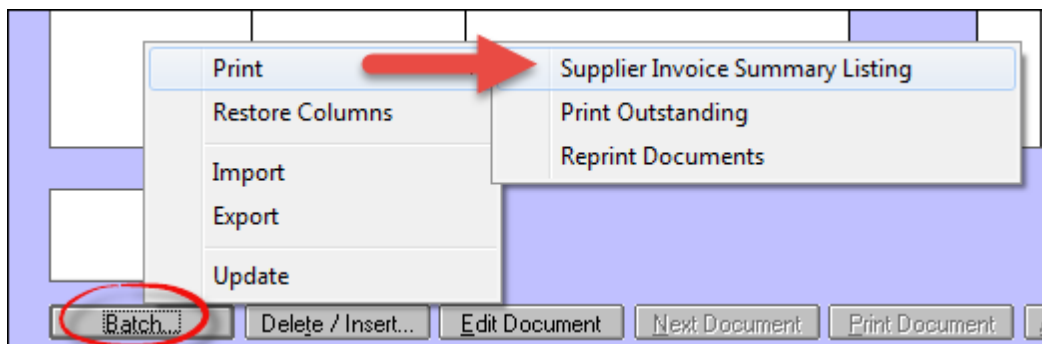 Print
Supplier Invoice Summary Listing
Restore Columns
Print Outstanding
Reprint Documents
Import
Export
Update
Batch...
Delete / Insert...
Edit Document
Next Document
Print Document